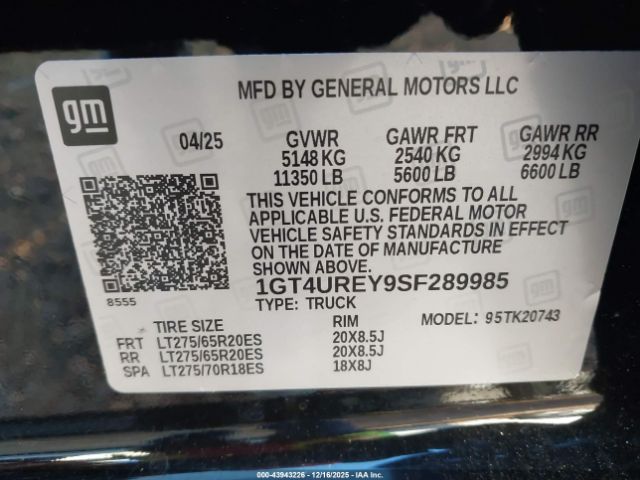 gm
MFD BY GENERAL MOTORS LLC
04/25 GVWR GAWR FRT GAWR RR
5148 KG 2540 KG 2994 KG
11350 LB 5600 LB 6600 LB
THIS VEHICLE CONFORMS TO ALL
APPLICABLE U.S. FEDERAL MOTOR
VEHICLE SAFETY STANDARDS IN EFFECT
ON THE DATE OF MANUFACTURE
SHOWN ABOVE.
8555
1GT4UREY9SF289985
TYPE: TRUCK
MODEL: 95TK20743
TIRE SIZE RIM
FRT LT275/65R20ES 20X8.5J
RR LT275/65R20ES 20X8.5J
SPA LT275/70R18ES 18X8J
000-43943226 - 12/16/2025 - IAA INC.